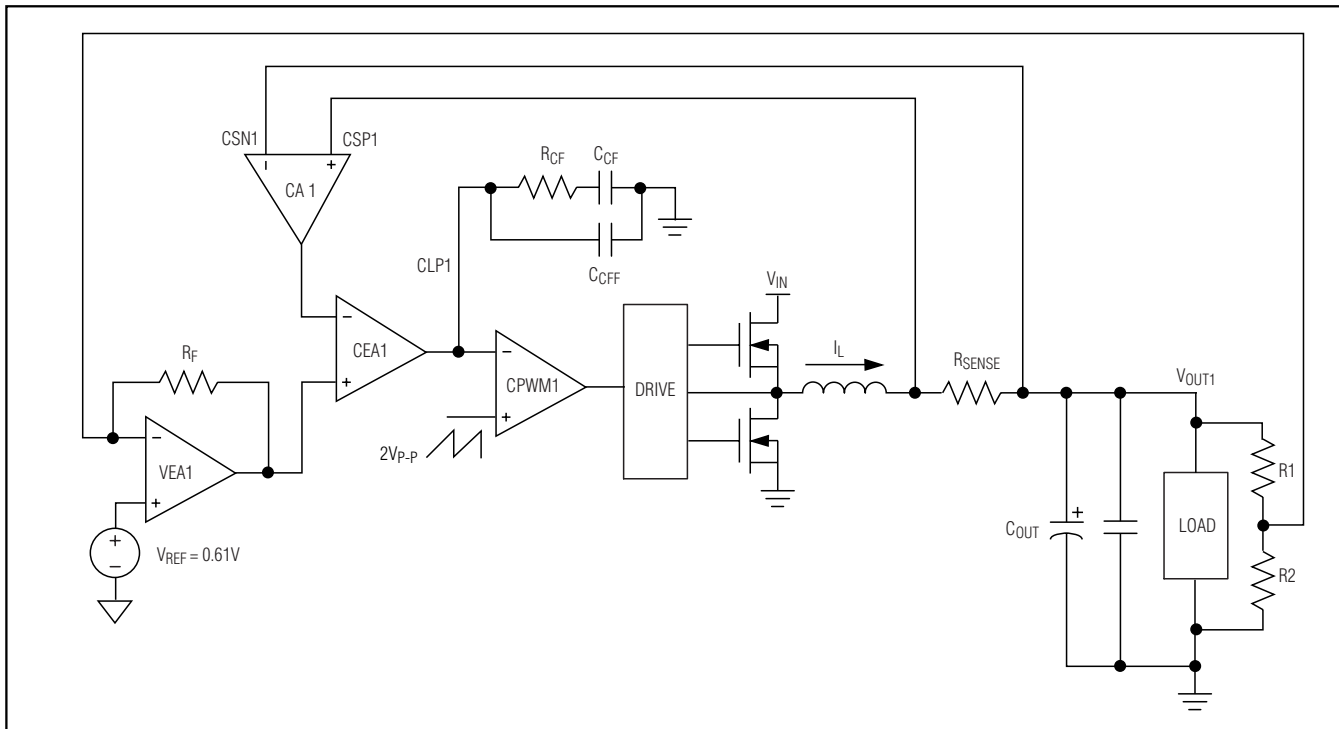 CSN1
CSP1
−
+
CA 1
R_CF
C_CF
C_CFF
CLP1
V_IN
−
CEA1
+
−
CPWM1
+
2V_P-P
DRIVE
I_L
R_SENSE
V_OUT1
R_F
−
VEA1
+
+
−
V_REF = 0.61V
+
C_OUT
LOAD
R1
R2